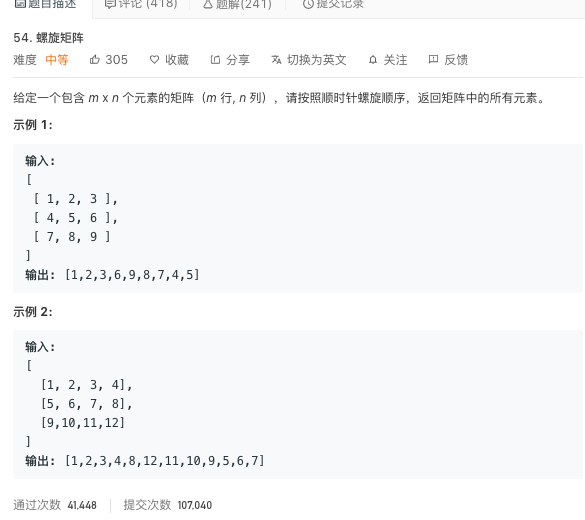 题目描述 评论 (418) 题解(241) 提交记录
54. 螺旋矩阵
难度 中等 305 收藏 分享 切换为英文 关注 反馈
给定一个包含 m x n 个元素的矩阵（m 行, n 列），请按照顺时针螺旋顺序，返回矩阵中的所有元素。
示例 1:
输入:
[
[ 1, 2, 3 ],
[ 4, 5, 6 ],
[ 7, 8, 9 ]
]
输出: [1,2,3,6,9,8,7,4,5]
示例 2:
输入:
[
[1, 2, 3, 4],
[5, 6, 7, 8],
[9,10,11,12]
]
输出: [1,2,3,4,8,12,11,10,9,5,6,7]
通过次数 41,448 提交次数 107,040